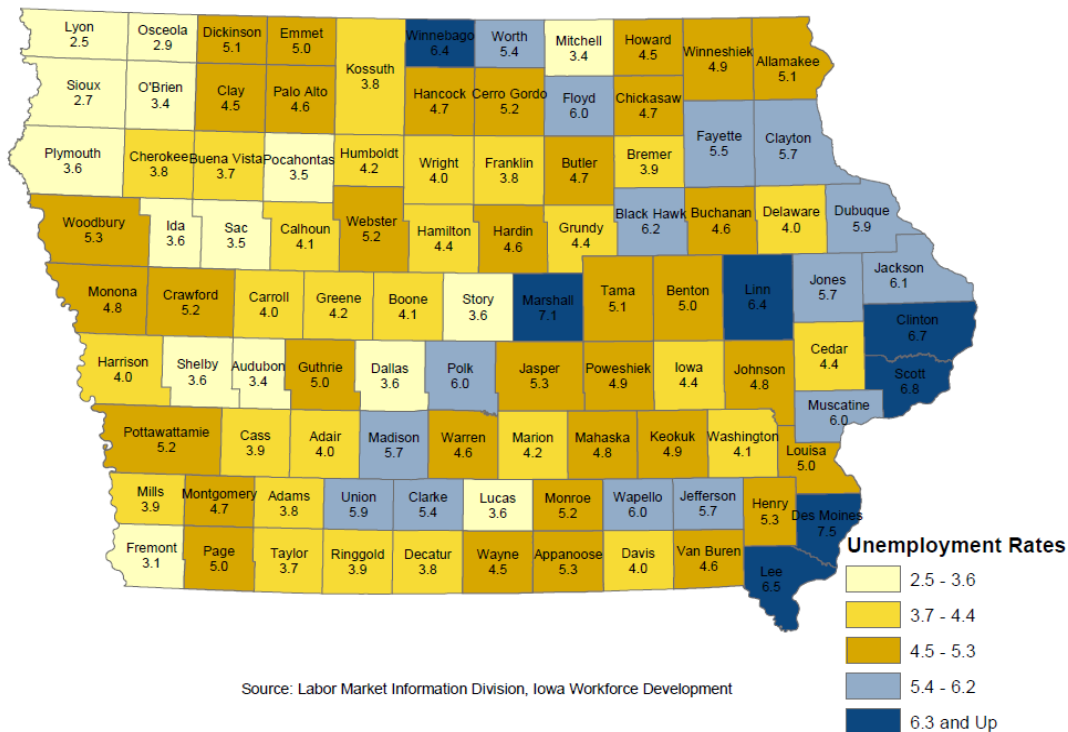 Lyon
2.5
Osceola
2.9
Dickinson
5.1
Emmet
5.0
Kossuth
3.8
Winnebago
6.4
Worth
5.4
Mitchell
3.4
Howard
4.5
Winneshiek
4.9
Allamakee
5.1
Sioux
2.7
O'Brien
3.4
Clay
4.5
Palo Alto
4.6
Hancock
4.7
Cerro Gordo
5.2
Floyd
6.0
Chickasaw
4.7
Fayette
5.5
Clayton
5.7
Plymouth
3.6
Cherokee
3.8
Buena Vista
3.7
Pocahontas
3.5
Humboldt
4.2
Wright
4.0
Franklin
3.8
Butler
4.7
Bremer
3.9
Woodbury
5.3
Ida
3.6
Sac
3.5
Calhoun
4.1
Webster
5.2
Hamilton
4.4
Hardin
4.6
Grundy
4.4
Black Hawk
6.2
Buchanan
4.6
Delaware
4.0
Dubuque
5.9
Monona
4.8
Crawford
5.2
Carroll
4.0
Greene
4.2
Boone
4.1
Story
3.6
Marshall
7.1
Tama
5.1
Benton
5.0
Linn
6.4
Jones
5.7
Jackson
6.1
Clinton
6.7
Harrison
4.0
Shelby
3.6
Audubon
3.4
Guthrie
5.0
Dallas
3.6
Polk
6.0
Jasper
5.3
Poweshiek
4.9
Iowa
4.4
Johnson
4.8
Cedar
4.4
Scott
6.8
Muscatine
6.0
Pottawattamie
5.2
Cass
3.9
Adair
4.0
Madison
5.7
Warren
4.6
Marion
4.2
Mahaska
4.8
Keokuk
4.9
Washington
4.1
Louisa
5.0
Mills
3.9
Montgomery
4.7
Adams
3.8
Union
5.9
Clarke
5.4
Lucas
3.6
Monroe
5.2
Wapello
6.0
Jefferson
5.7
Henry
5.3
Des Moines
7.5
Fremont
3.1
Page
5.0
Taylor
3.7
Ringgold
3.9
Decatur
3.8
Wayne
4.5
Appanoose
5.3
Davis
4.0
Van Buren
4.6
Lee
6.5
Unemployment Rates
2.5 - 3.6
3.7 - 4.4
4.5 - 5.3
5.4 - 6.2
6.3 and Up
Source: Labor Market Information Division, Iowa Workforce Development